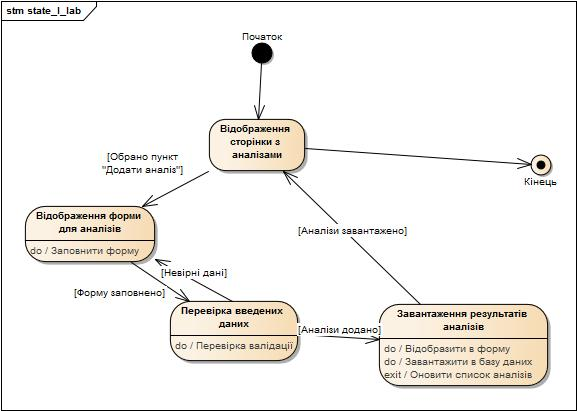 stm state_l_lab
Початок
Відображення
сторінки з
аналізами
Кінець
[Обрано пункт
"Додати аналіз"]
Відображення форми
для аналізів
do / Заповнити форму
[Аналізи завантажено]
[Невірні дані]
[Форму заповнено]
Перевірка введених
даних
do / Перевірка валідації
[Аналізи додано]
Завантаження результатів
аналізів
do / Відобразити в форму
do / Завантажити в базу даних
exit / Оновити список аналізів